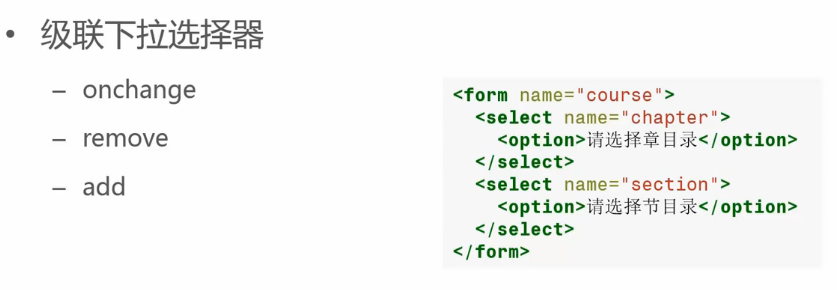 • 级联下拉选择器
– onchange
– remove
– add
<form name="course">
  <select name="chapter">
    <option>请选择章目录</option>
  </select>
  <select name="section">
    <option>请选择节目录</option>
  </select>
</form>